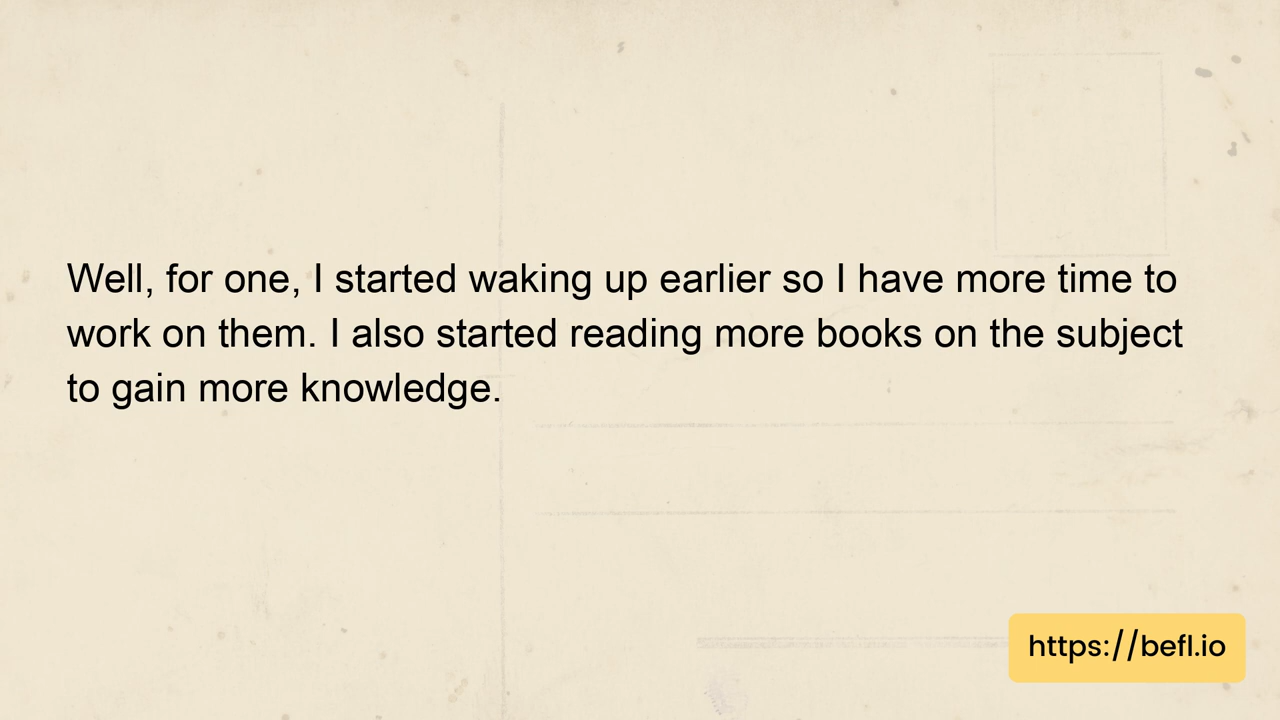 Well, for one, I started waking up earlier so I have more time to
work on them. I also started reading more books on the subject
to gain more knowledge.
https://befl.io